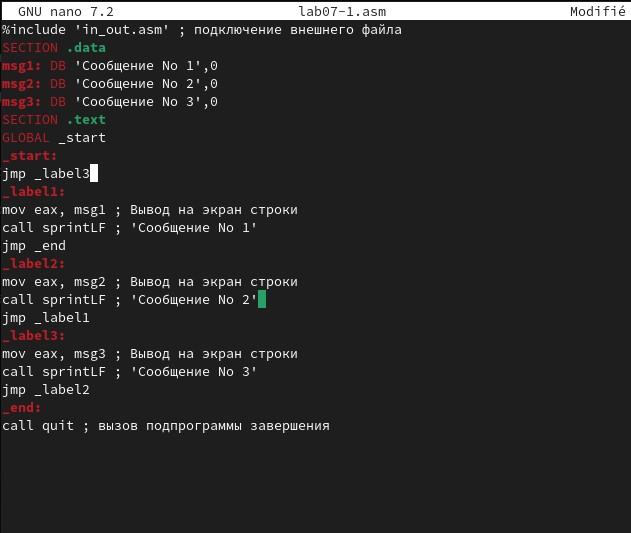 GNU nano 7.2 lab07-1.asm Modifié
%include 'in_out.asm' ; подключение внешнего файла
SECTION .data
msg1: DB 'Сообщение No 1',0
msg2: DB 'Сообщение No 2',0
msg3: DB 'Сообщение No 3',0
SECTION .text
GLOBAL _start
_start:
jmp _label3
_label1:
mov eax, msg1 ; Вывод на экран строки
call sprintLF ; 'Сообщение No 1'
jmp _end
_label2:
mov eax, msg2 ; Вывод на экран строки
call sprintLF ; 'Сообщение No 2'
jmp _label1
_label3:
mov eax, msg3 ; Вывод на экран строки
call sprintLF ; 'Сообщение No 3'
jmp _label2
_end:
call quit ; вызов подпрограммы завершения